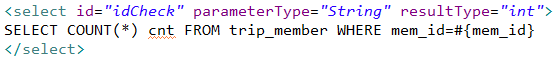 <select id="idCheck" parameterType="String" resultType="int">
SELECT COUNT(*) cnt FROM trip_member WHERE mem_id=#{mem_id}
</select>